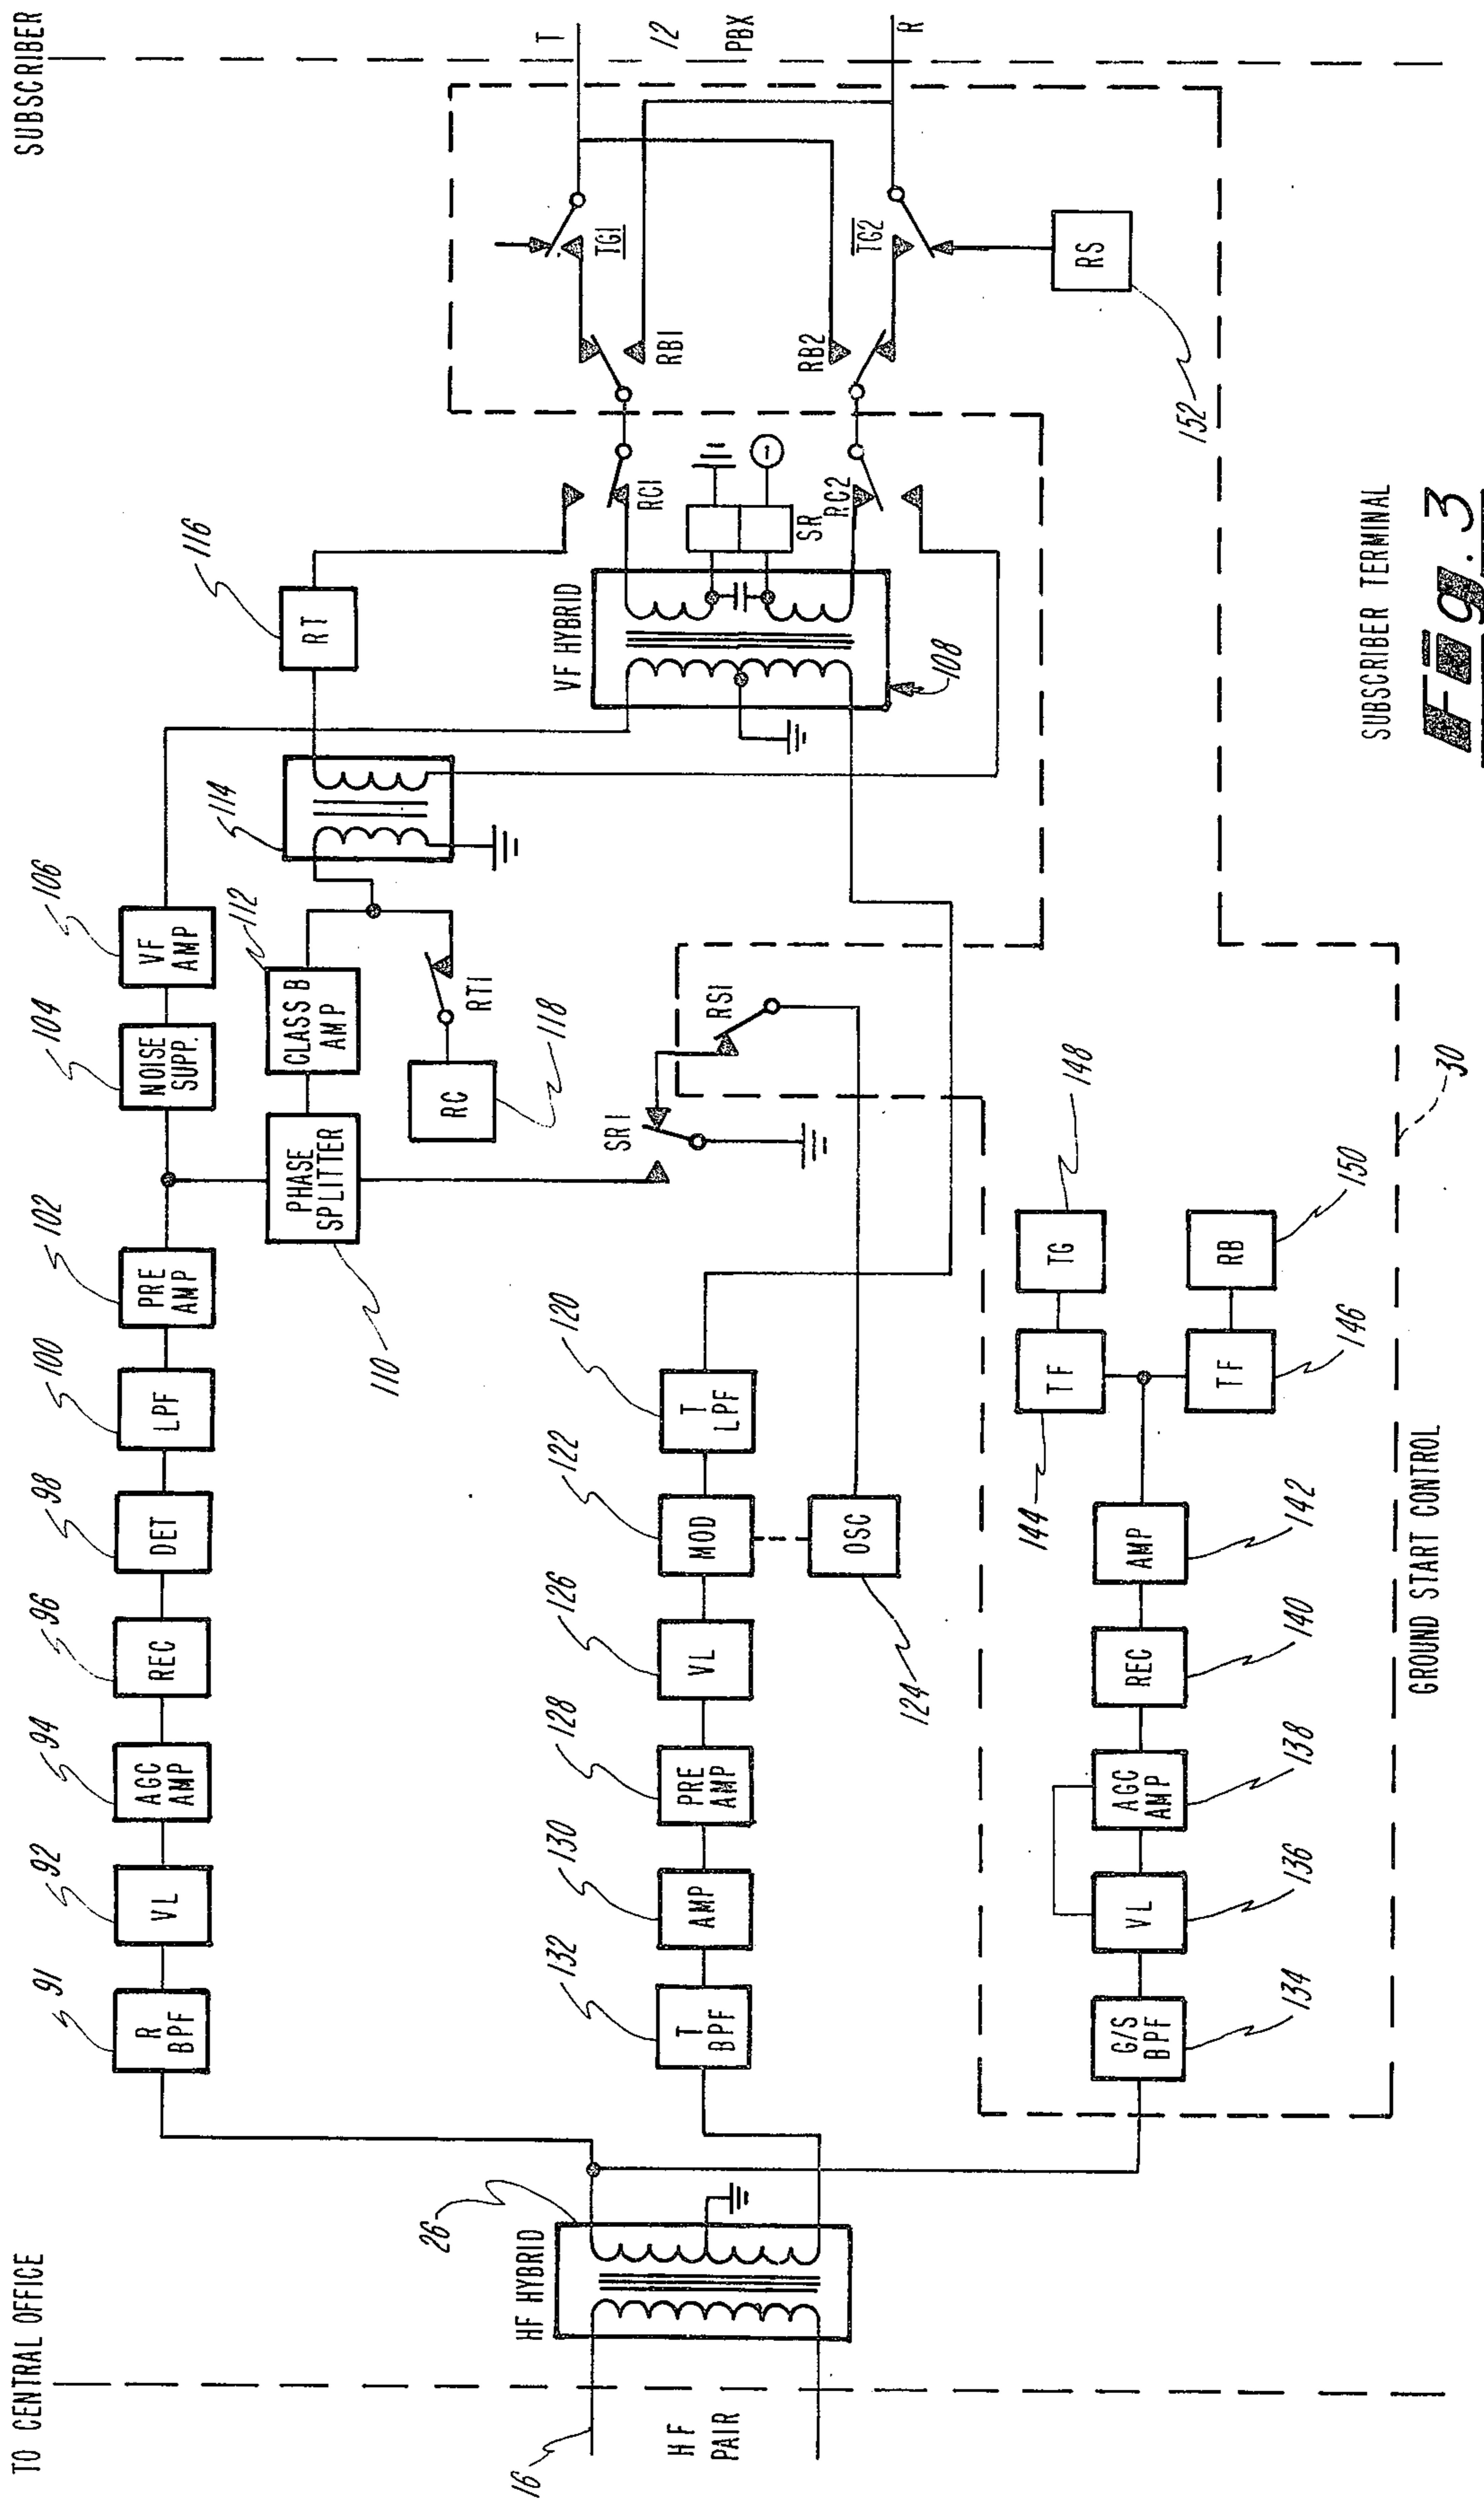 TO CENTRAL OFFICE
SUBSCRIBER
91
92
94
96
98
100
102
104
106
R
BPF
VL
AGC
AMP
REC
DET
LPF
PRE
AMP
NOISE
SUPP.
VF
AMP
110
PHASE
SPLITTER
112
CLASS B
AMP
114
116
RT
RC
118
RT1
26
HF HYBRID
16
HF
PAIR
132
130
128
126
122
120
T
BPF
AMP
PRE
AMP
VL
MOD
T
LPF
OSC
124
SR1
RS1
VF HYBRID
108
SR
RC1
RC2
RB1
RB2
TG1
TG2
T
12
PBX
R
RS
152
G/S
BPF
VL
AGC
AMP
REC
AMP
134
136
138
140
142
144
TF
TG
148
TF
RB
146
150
30
GROUND START CONTROL
SUBSCRIBER TERMINAL
Fig. 3